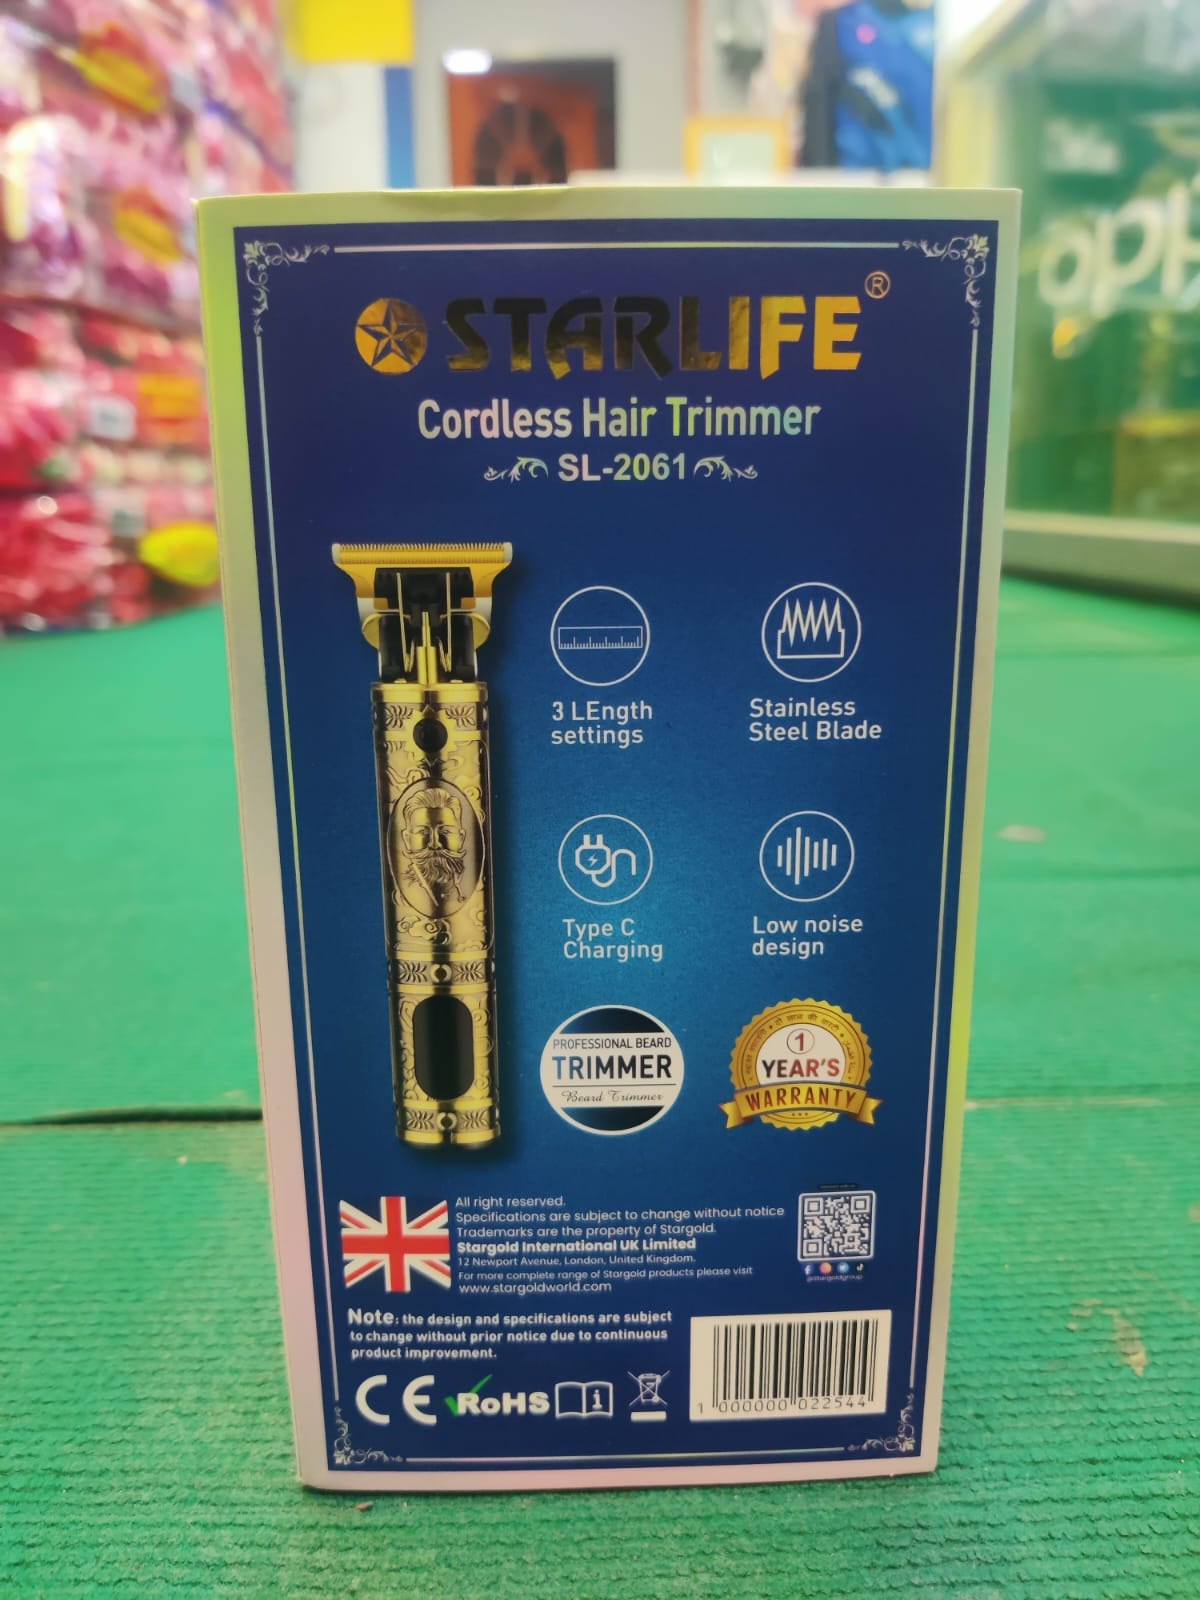 STARLIFE®
Cordless Hair Trimmer
SL-2061
3 LEngth
settings
Stainless
Steel Blade
Type C
Charging
Low noise
design
PROFESSIONAL BEARD
TRIMMER
Beard Trimmer
1
YEAR'S
WARRANTY
All right reserved.
Specifications are subject to change without notice
Trademarks are the property of Stargold.
Stargold International UK Limited
12 Newport Avenue, London, United Kingdom.
For more complete range of Stargold products please visit
www.stargoldworld.com
@Stargoldgroup
Note: the design and specifications are subject
to change without prior notice due to continuous
product improvement.
CE RoHS i
1 000000 022544